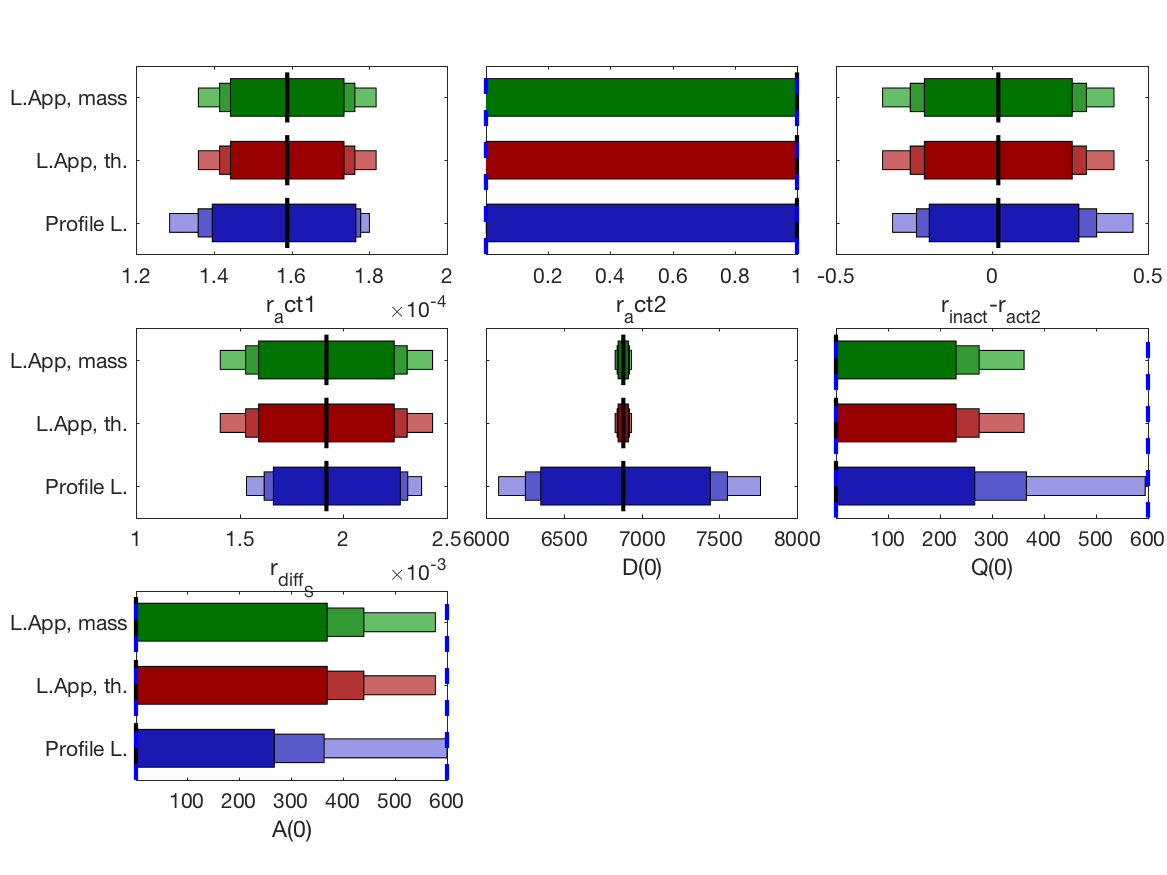 L.App, mass
L.App, th.
Profile L.
1.2 1.4 1.6 1.8 2
×10-4
r_act1
0.2 0.4 0.6 0.8 1
r_act2
-0.5 0 0.5
r_inact-r_act2
L.App, mass
L.App, th.
Profile L.
1 1.5 2 2.5
×10-3
r_diff_S
6000 6500 7000 7500 8000
D(0)
100 200 300 400 500 600
Q(0)
L.App, mass
L.App, th.
Profile L.
100 200 300 400 500 600
A(0)